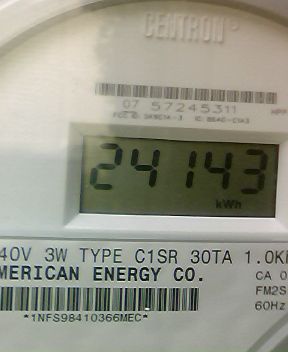 CENTRON®
07 57245311
24143
kWh
40V 3W TYPE C1SR 30TA 1.0K
MERICAN ENERGY CO.
CA 0
FM2S
60Hz
*1NFS98410366MEC*